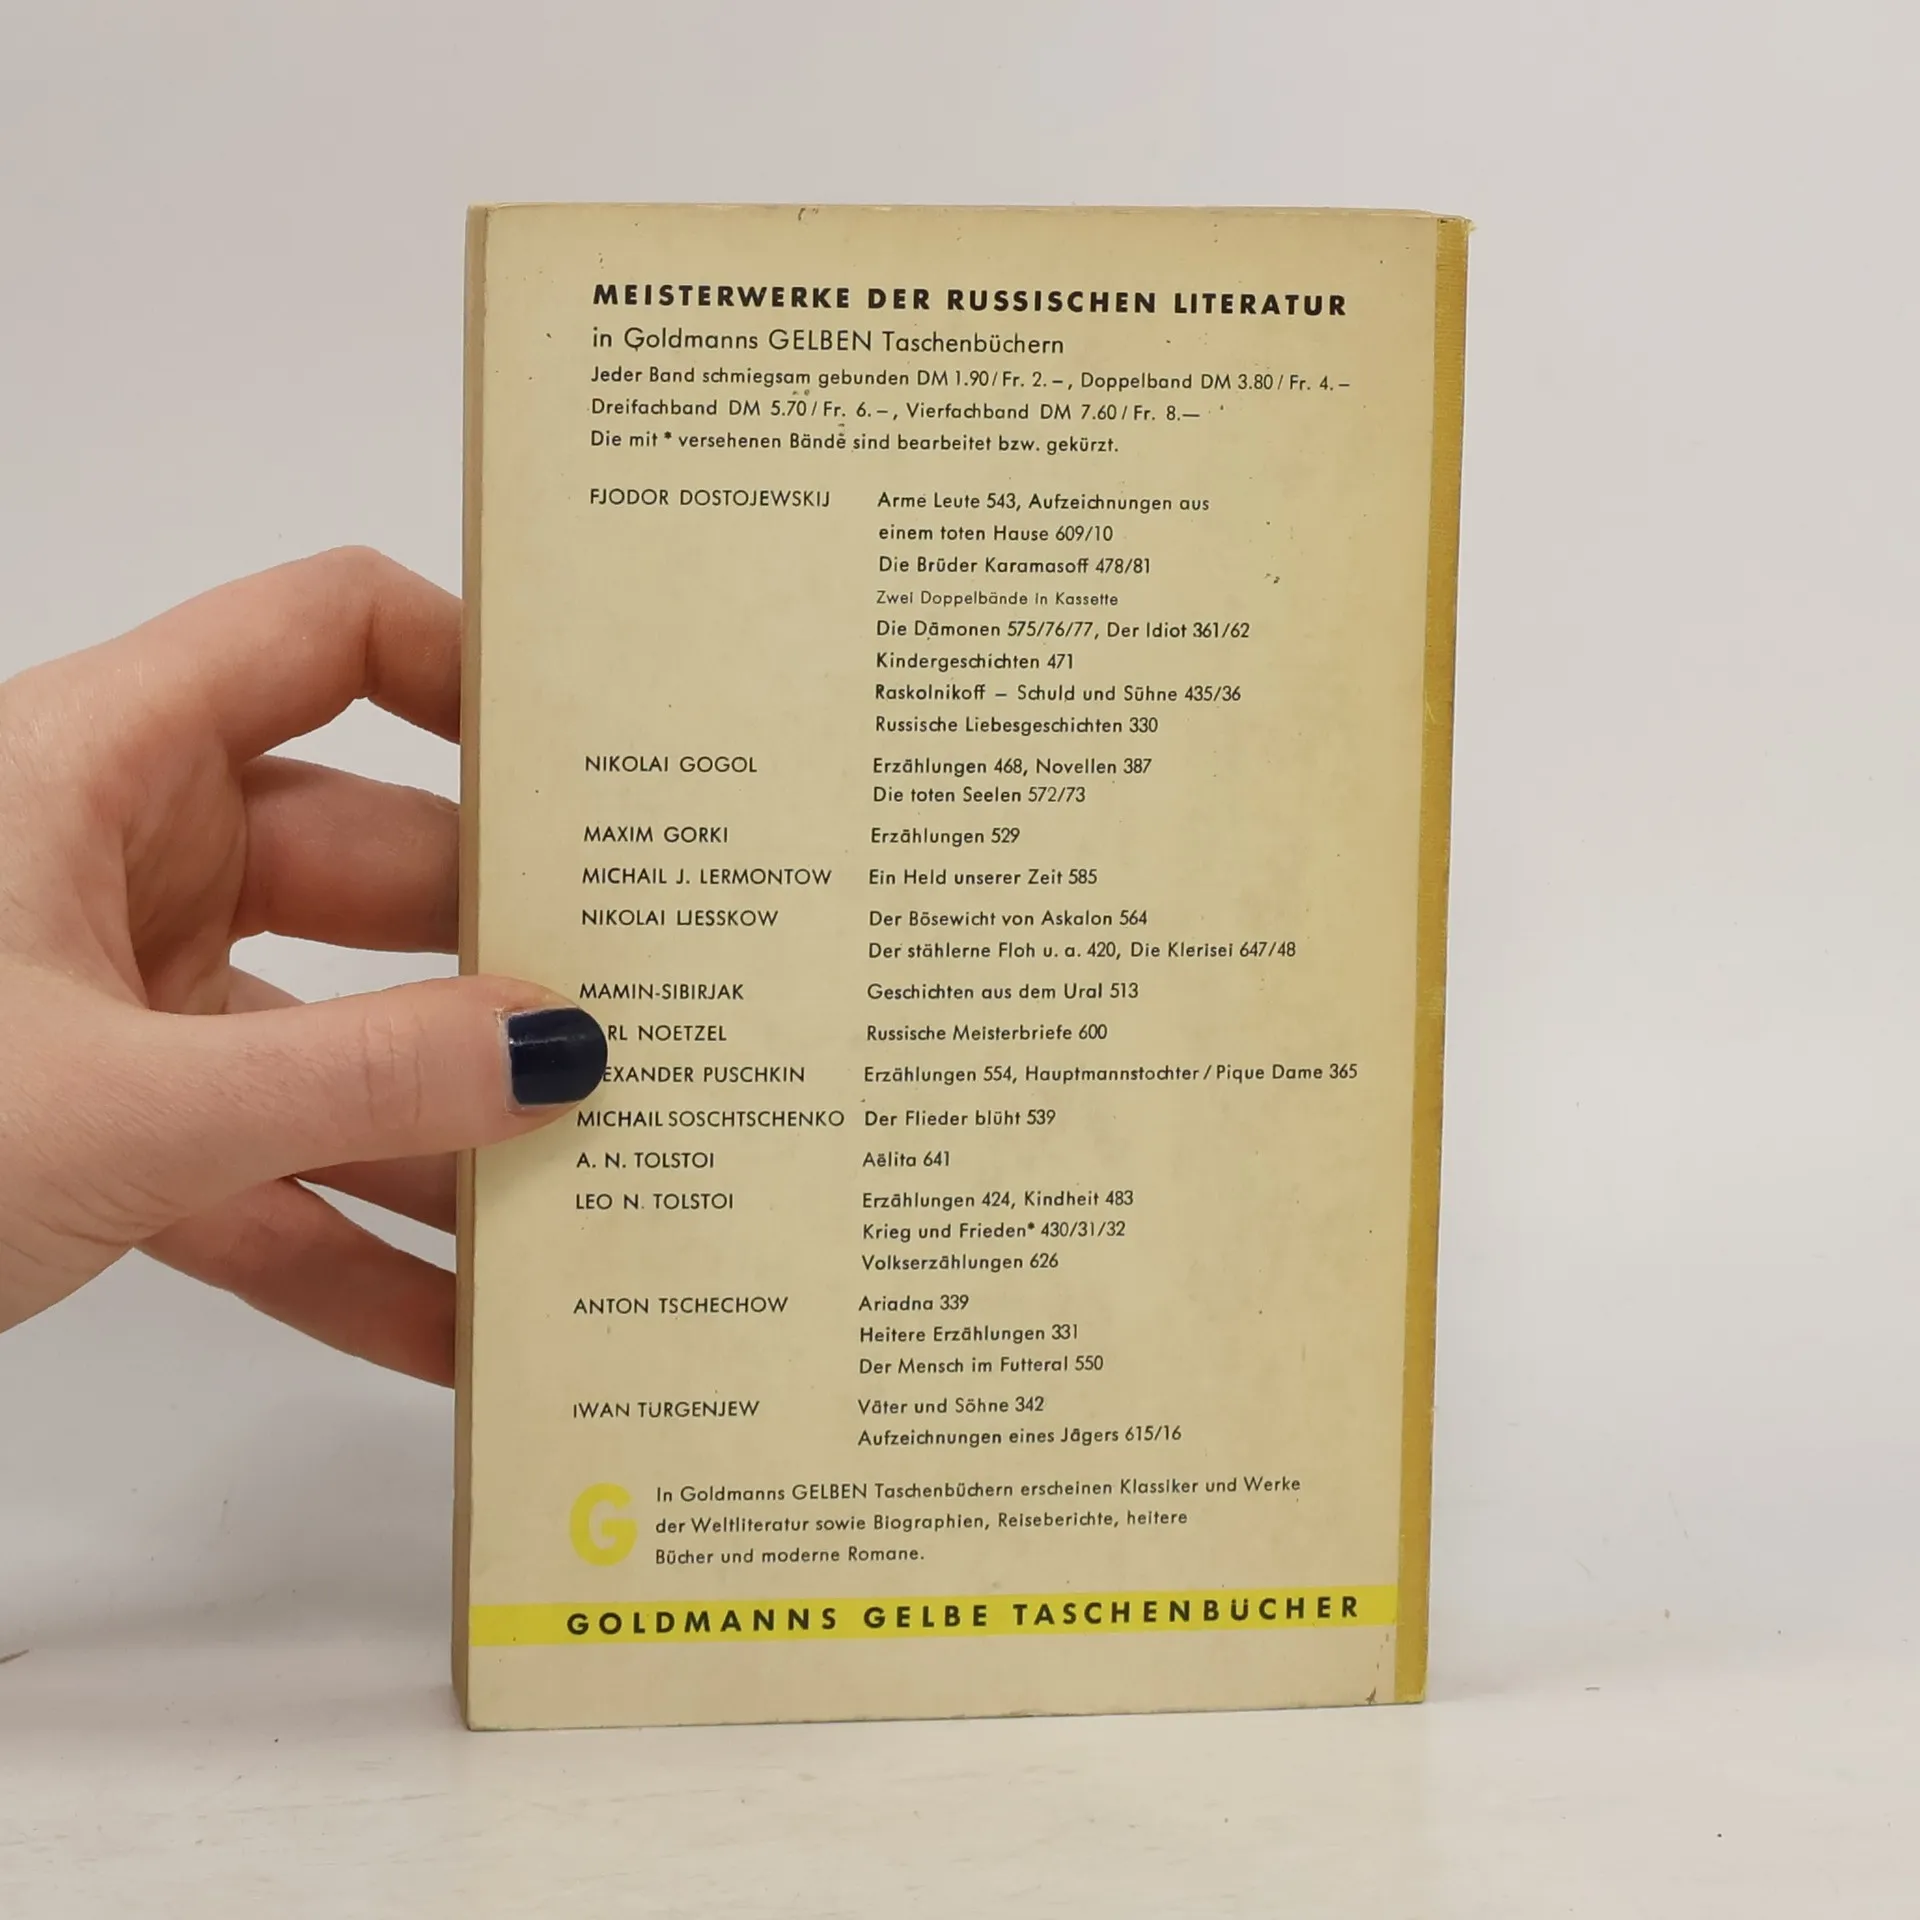 MEISTERWERKE DER RUSSISCHEN LITERATUR
in Goldmanns GELBEN Taschenbüchern
Jeder Band schmiegsam gebunden DM 1.90 / Fr. 2. –, Doppelband DM 3.80 / Fr. 4. –
Dreifachband DM 5.70 / Fr. 6. –, Vierfachband DM 7.60 / Fr. 8.—
Die mit * versehenen Bände sind bearbeitet bzw. gekürzt.
FJODOR DOSTOJEWSKIJ Arme Leute 543, Aufzeichnungen aus
einem toten Hause 609/10
Die Brüder Karamasoff 478/81
Zwei Doppelbände in Kassette
Die Dämonen 575/76/77, Der Idiot 361/62
Kindergeschichten 471
Raskolnikoff – Schuld und Sühne 435/36
Russische Liebesgeschichten 330
NIKOLAI GOGOL Erzählungen 468, Novellen 387
Die toten Seelen 572/73
MAXIM GORKI Erzählungen 529
MICHAIL J. LERMONTOW Ein Held unserer Zeit 585
NIKOLAI LJESSKOW Der Bösewicht von Askalon 564
Der stählerne Floh u. a. 420, Die Klerisei 647/48
MAMIN-SIBIRJAK Geschichten aus dem Ural 513
RL NOETZEL Russische Meisterbriefe 600
EXANDER PUSCHKIN Erzählungen 554, Hauptmannstochter / Pique Dame 365
MICHAIL SOSCHTSCHENKO Der Flieder blüht 539
A. N. TOLSTOI Aëlita 641
LEO N. TOLSTOI Erzählungen 424, Kindheit 483
Krieg und Frieden* 430/31/32
Volkserzählungen 626
ANTON TSCHECHOW Ariadna 339
Heitere Erzählungen 331
Der Mensch im Futteral 550
IWAN TURGENJEW Väter und Söhne 342
Aufzeichnungen eines Jägers 615/16
G In Goldmanns GELBEN Taschenbüchern erscheinen Klassiker und Werke
der Weltliteratur sowie Biographien, Reiseberichte, heitere
Bücher und moderne Romane.
GOLDMANNS GELBE TASCHENBÜCHER